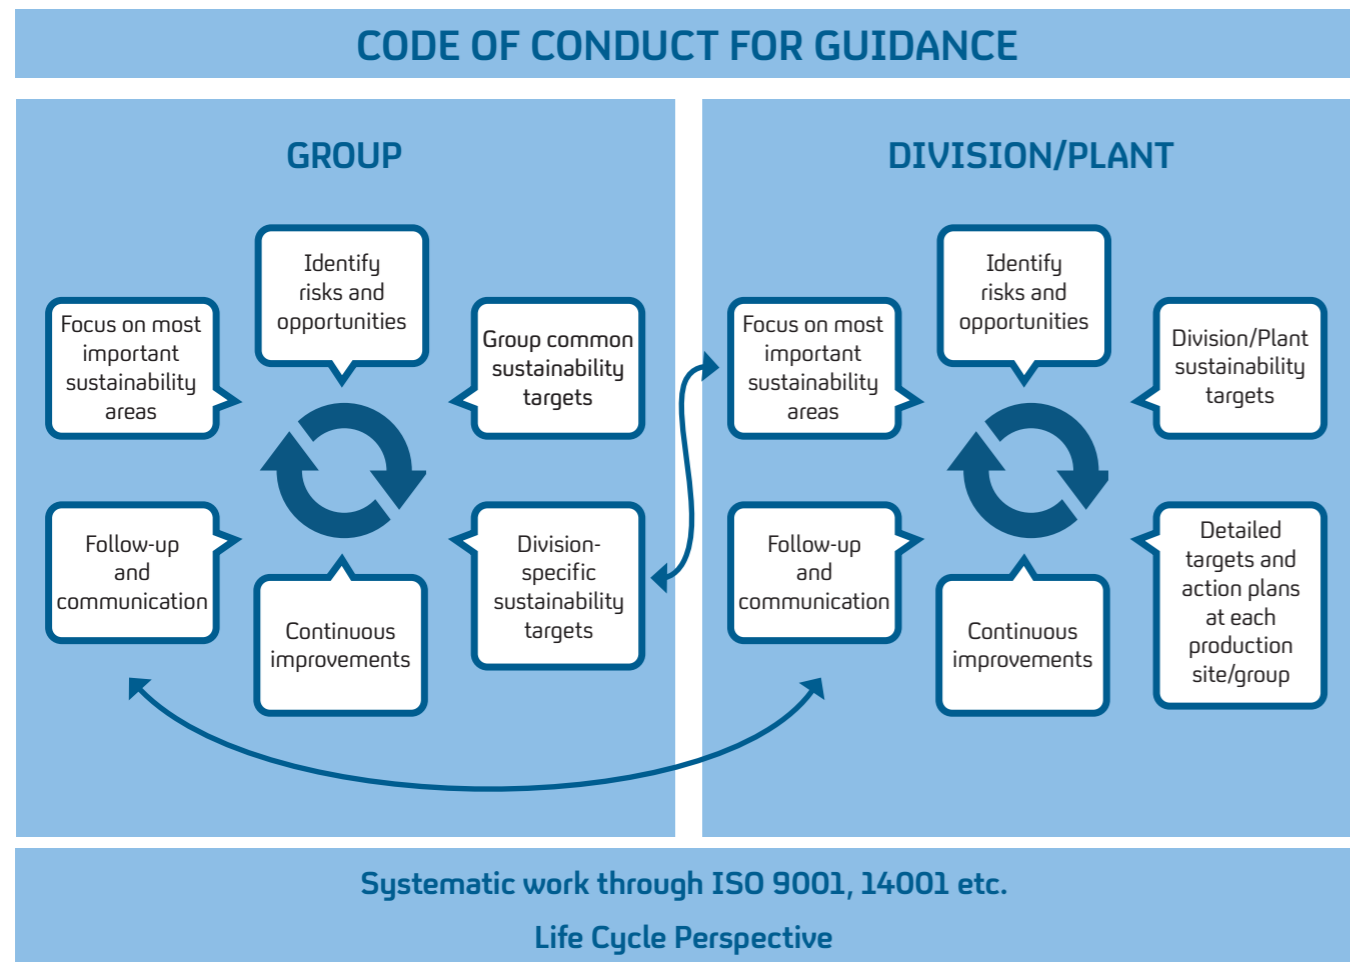 CODE OF CONDUCT FOR GUIDANCE
GROUP
Identify
risks and
opportunities
Focus on most
important
sustainability
areas
Group common
sustainability
targets
Follow-up
and
communication
Division-
specific
sustainability
targets
Continuous
improvements
DIVISION/PLANT
Identify
risks and
opportunities
Focus on most
important
sustainability
areas
Division/Plant
sustainability
targets
Follow-up
and
communication
Detailed
targets and
action plans
at each
production
site/group
Continuous
improvements
Systematic work through ISO 9001, 14001 etc.
Life Cycle Perspective